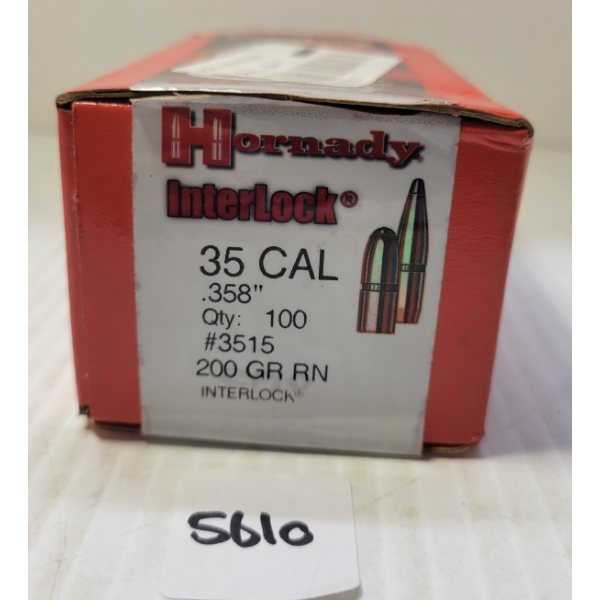 Hornady
InterLock®
35 CAL
.358"
Qty: 100
#3515
200 GR RN
INTERLOCK®
5610